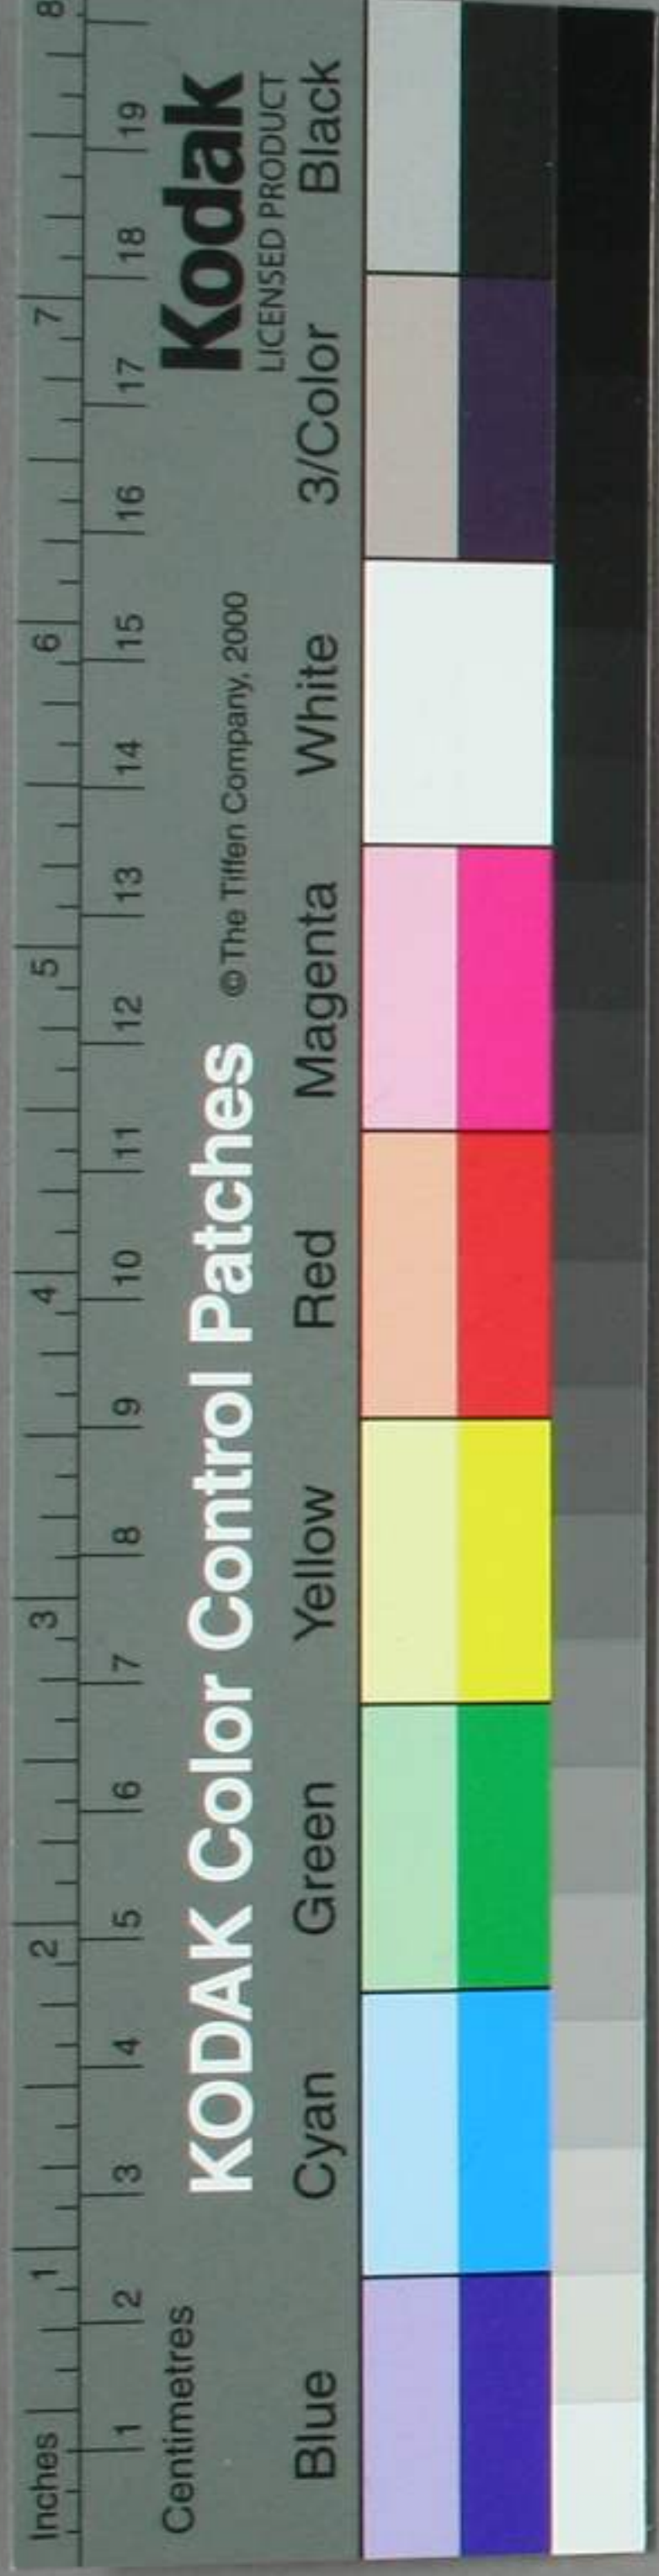 Inches 1 2 3 4 5 6 7 8
1 2 3 4 5 6 7 8 9 10 11 12 13 14 15 16 17 18 19
Centimetres
KODAK Color Control Patches © The Tiffen Company, 2000
Kodak
LICENSED PRODUCT
Blue Cyan Green Yellow Red Magenta White 3/Color Black